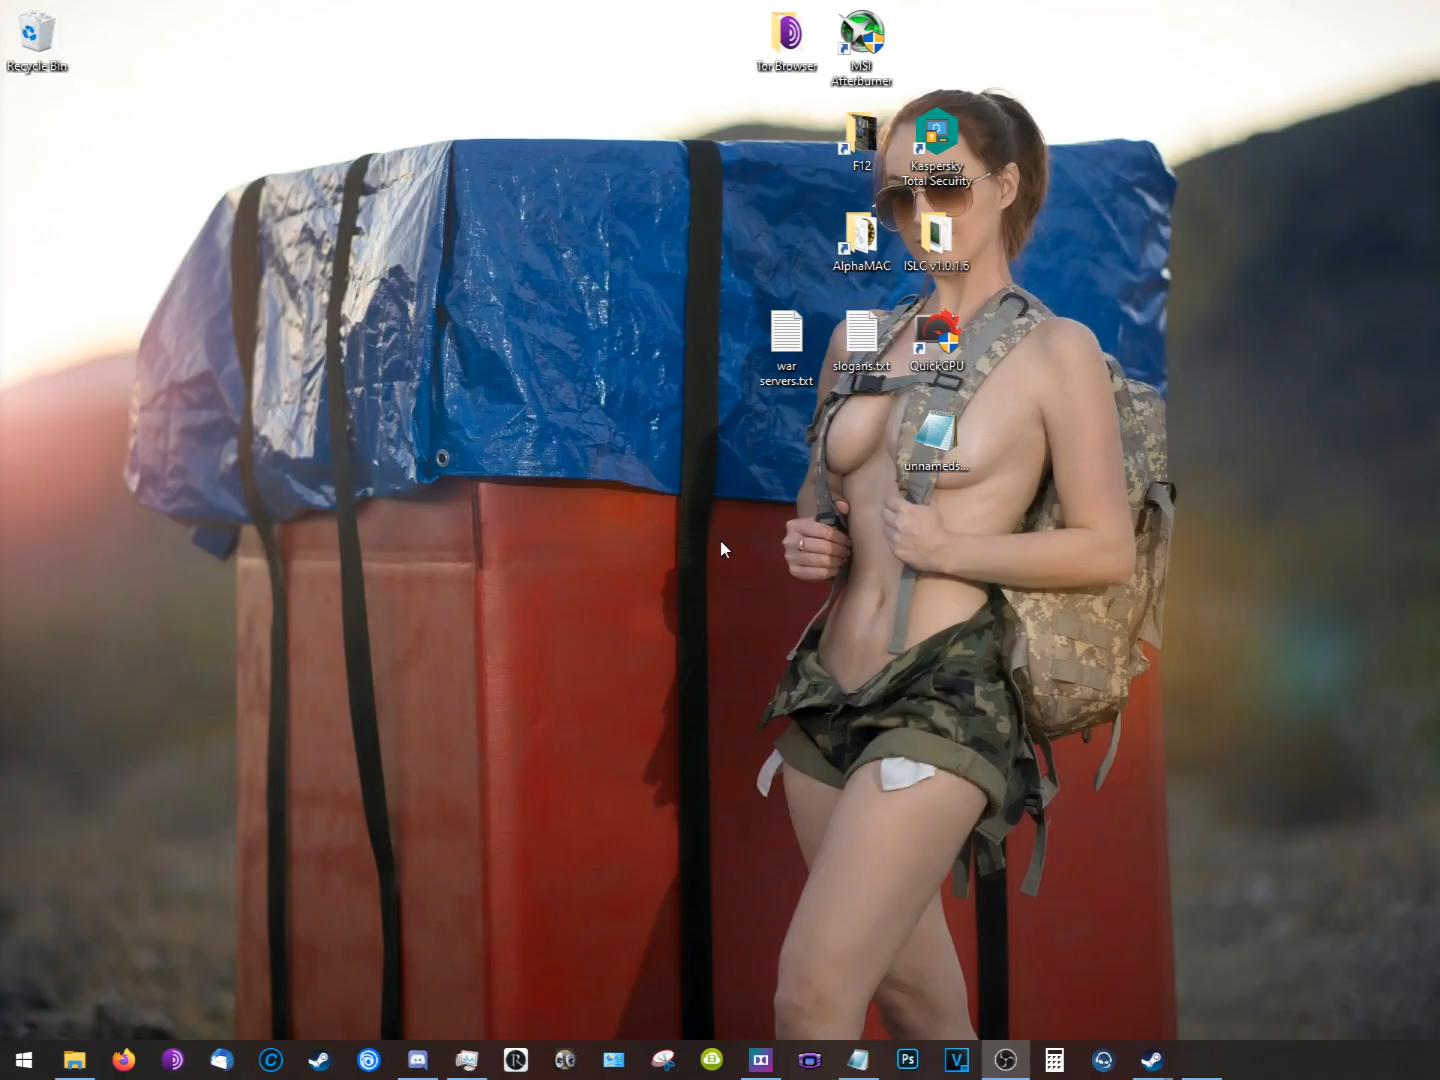 Recycle Bin
Tor Browser
MSI
Afterburner
F12
Kaspersky
Total Security
AlphaMAC
ISLC v1.0.1.6
war
servers.txt
slogans.txt
QuickCPU
unnameds...
Ps
V